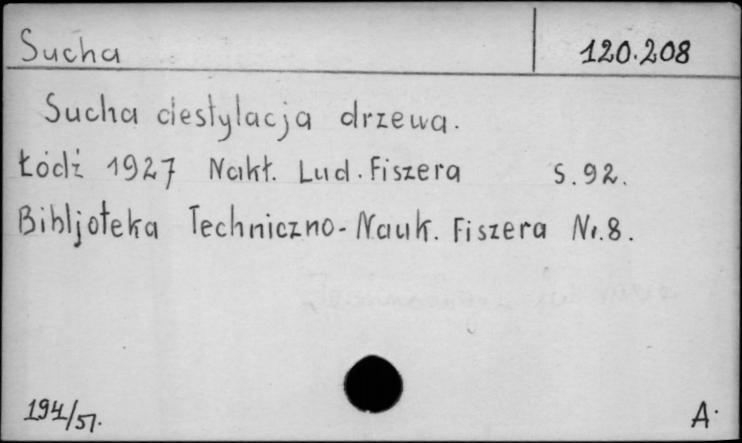 Sucha 120.208
Sucha destylacja drzewa.
Łódź 1927 Nakł. Lud. Fiszera S. 92.
Bibljoteka Techniczno-Nauk. Fiszera Nr. 8.
194/51. A.